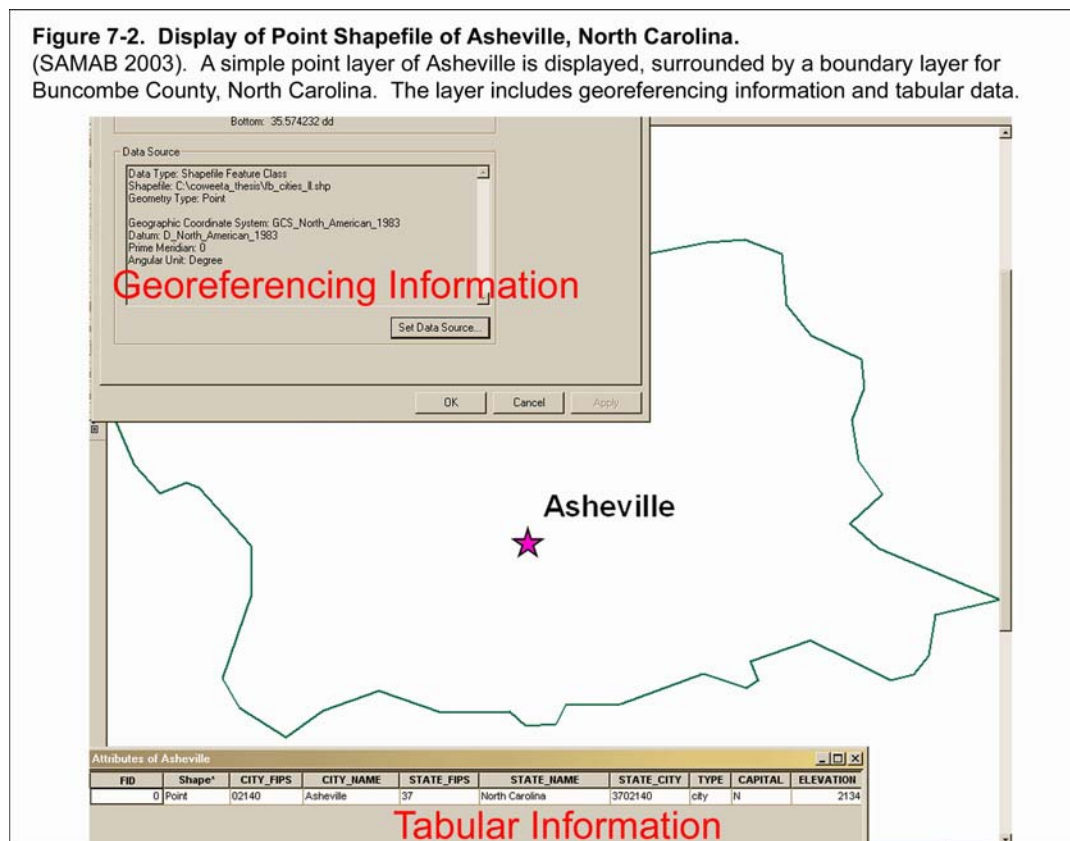 Figure 7-2. Display of Point Shapefile of Asheville, North Carolina.
(SAMAB 2003). A simple point layer of Asheville is displayed, surrounded by a boundary layer for
Buncombe County, North Carolina. The layer includes georeferencing information and tabular data.
Bottom: 35.574232 dd
Data Source
Data Type: Shapefile Feature Class
Shapefile: C:\coweeta_thesis\fb_cities_ll.shp
Geometry Type: Point
Geographic Coordinate System: GCS_North_American_1983
Datum: D_North_American_1983
Prime Meridian: 0
Angular Unit: Degree
Georeferencing Information
Set Data Source...
OK Cancel Apply
Asheville
Attributes of Asheville
FID Shape* CITY_FIPS CITY_NAME STATE_FIPS STATE_NAME STATE_CITY TYPE CAPITAL ELEVATION
0 Point 02140 Asheville 37 North Carolina 3702140 city N 2134
Tabular Information